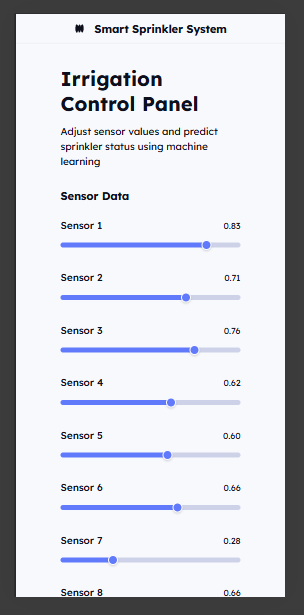 Smart Sprinkler System
Irrigation
Control Panel
Adjust sensor values and predict
sprinkler status using machine
learning
Sensor Data
Sensor 1 0.83
Sensor 2 0.71
Sensor 3 0.76
Sensor 4 0.62
Sensor 5 0.60
Sensor 6 0.66
Sensor 7 0.28
Sensor 8 0.66